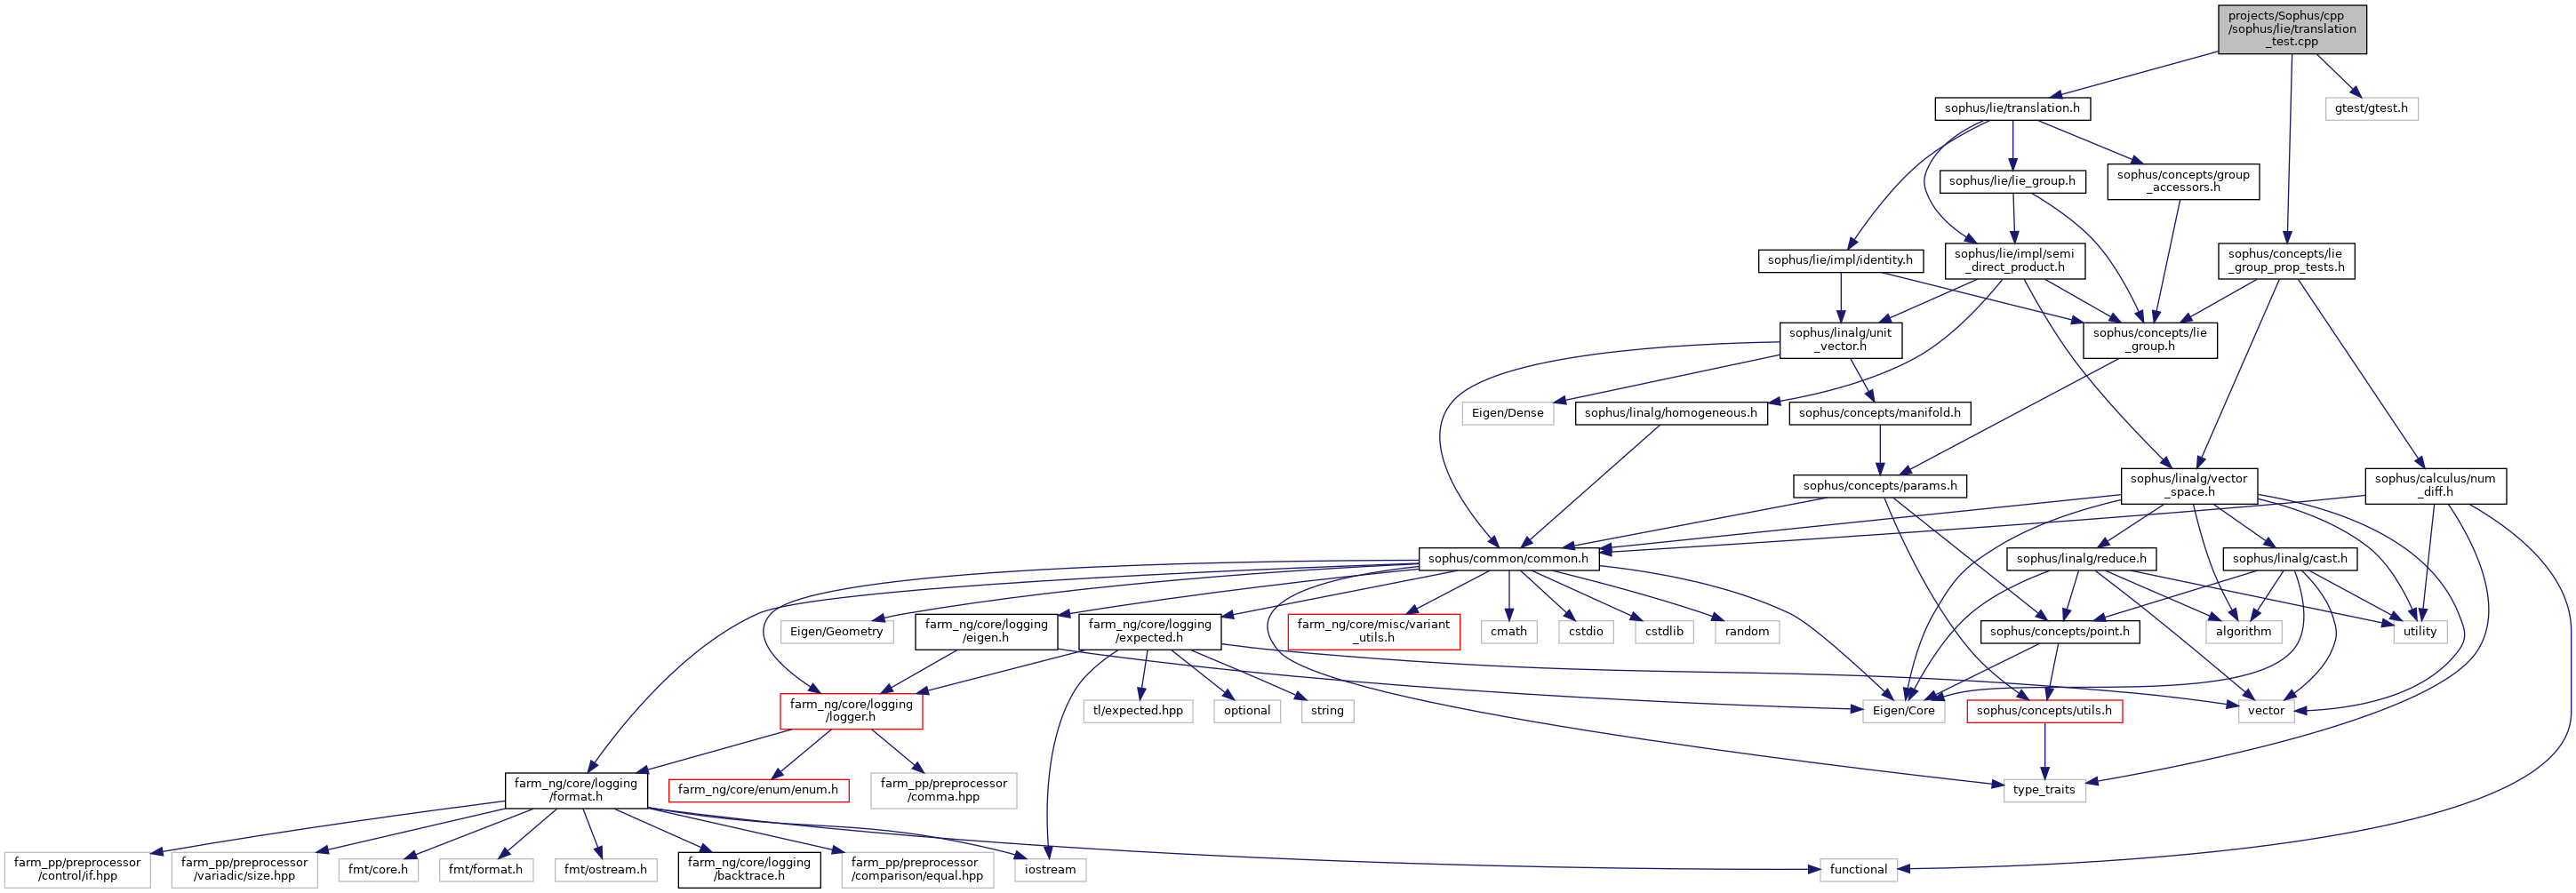 projects/Sophus/cpp
/sophus/lie/translation
_test.cpp
sophus/lie/translation.h
gtest/gtest.h
sophus/lie/lie_group.h
sophus/concepts/group
_accessors.h
sophus/lie/impl/identity.h
sophus/lie/impl/semi
_direct_product.h
sophus/concepts/lie
_group_prop_tests.h
sophus/linalg/unit
_vector.h
sophus/concepts/lie
_group.h
Eigen/Dense
sophus/linalg/homogeneous.h
sophus/concepts/manifold.h
sophus/concepts/params.h
sophus/linalg/vector
_space.h
sophus/calculus/num
_diff.h
sophus/common/common.h
sophus/linalg/reduce.h
sophus/linalg/cast.h
Eigen/Geometry
farm_ng/core/logging
/eigen.h
farm_ng/core/logging
/expected.h
farm_ng/core/misc/variant
_utils.h
cmath
cstdio
cstdlib
random
sophus/concepts/point.h
algorithm
utility
farm_ng/core/logging
/logger.h
tl/expected.hpp
optional
string
Eigen/Core
sophus/concepts/utils.h
vector
farm_ng/core/logging
/format.h
farm_ng/core/enum/enum.h
farm_pp/preprocessor
/comma.hpp
type_traits
farm_pp/preprocessor
/control/if.hpp
farm_pp/preprocessor
/variadic/size.hpp
fmt/core.h
fmt/format.h
fmt/ostream.h
farm_ng/core/logging
/backtrace.h
farm_pp/preprocessor
/comparison/equal.hpp
iostream
functional